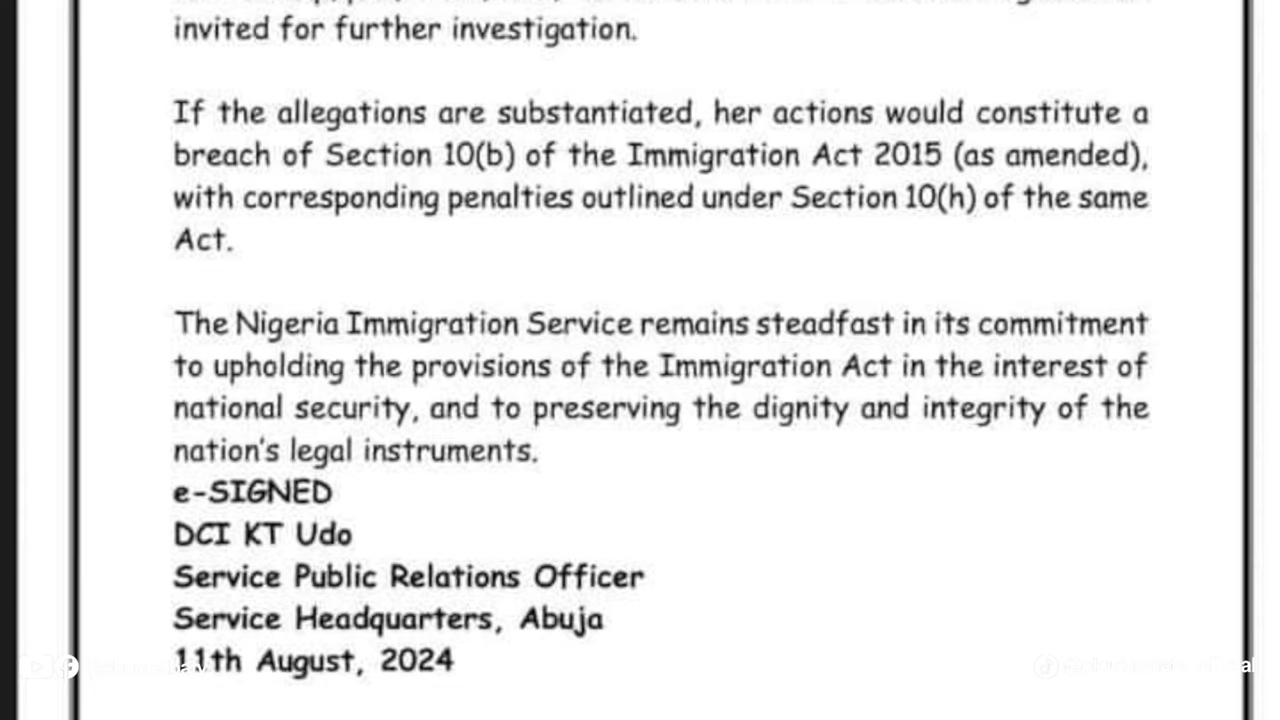 invited for further investigation.
If the allegations are substantiated, her actions would constitute a
breach of Section 10(b) of the Immigration Act 2015 (as amended),
with corresponding penalties outlined under Section 10(h) of the same
Act.
The Nigeria Immigration Service remains steadfast in its commitment
to upholding the provisions of the Immigration Act in the interest of
national security, and to preserving the dignity and integrity of the
nation's legal instruments.
e-SIGNED
DCI KT Udo
Service Public Relations Officer
Service Headquarters, Abuja
11th August, 2024